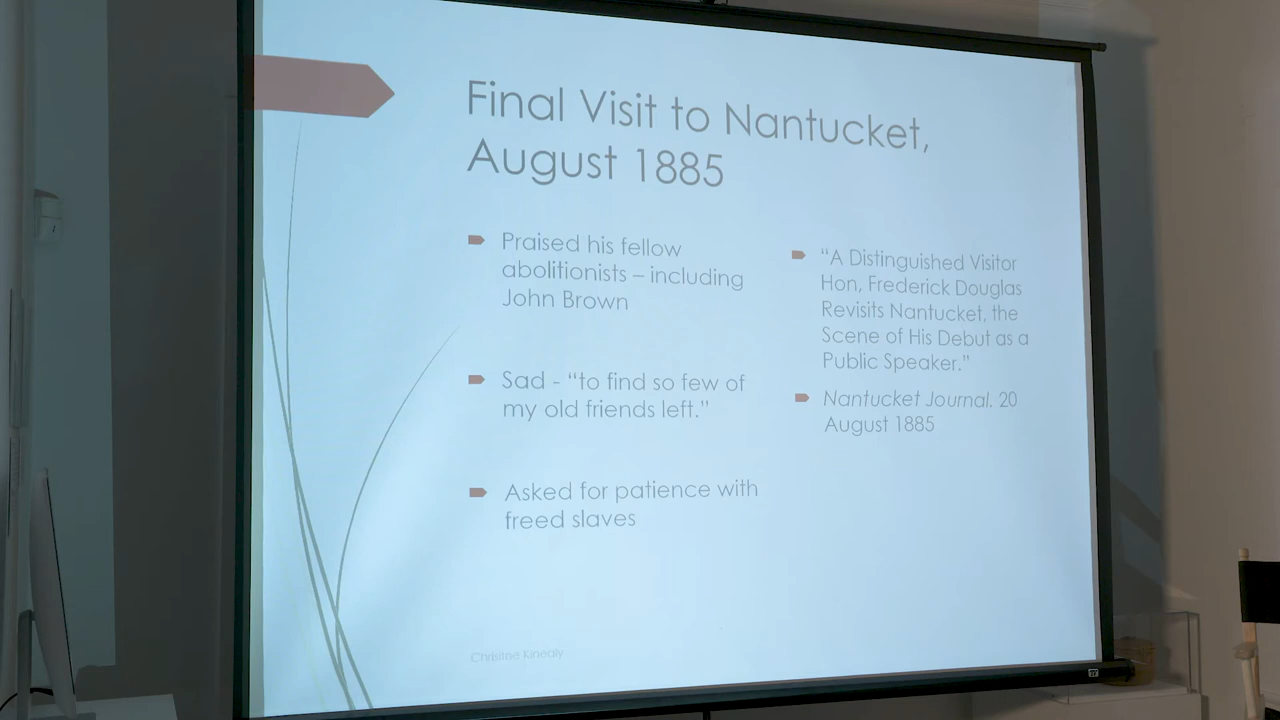 Final Visit to Nantucket,
August 1885
Praised his fellow
abolitionists – including
John Brown
Sad - “to find so few of
my old friends left.”
Asked for patience with
freed slaves
“A Distinguished Visitor
Hon, Frederick Douglas
Revisits Nantucket, the
Scene of His Debut as a
Public Speaker.”
Nantucket Journal. 20
August 1885
Christine Kinealy